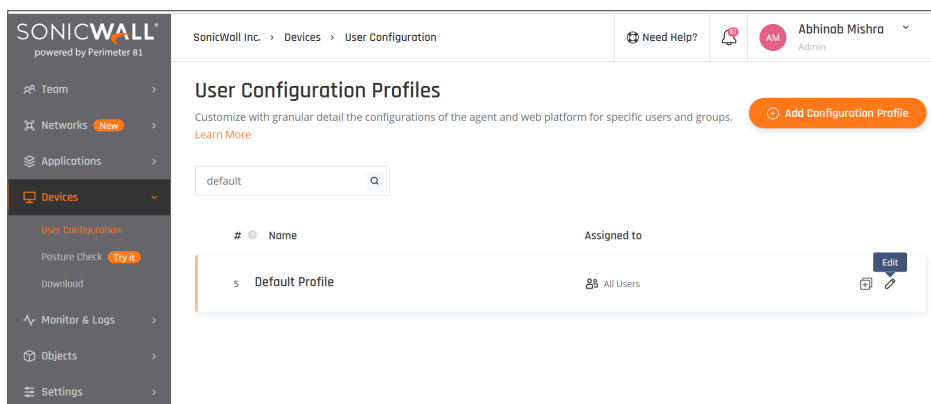 SONICWALL®
powered by Perimeter 81
SonicWall Inc. > Devices > User Configuration
Need Help?
61
AM
Abhinab Mishra
Admin
Team
Networks New
Applications
Devices
User Configuration
Posture Check Try it
Download
Monitor & Logs
Objects
Settings
User Configuration Profiles
Customize with granular detail the configurations of the agent and web platform for specific users and groups.
Learn More
Add Configuration Profile
default
# Name Assigned to
Edit
5 Default Profile All Users